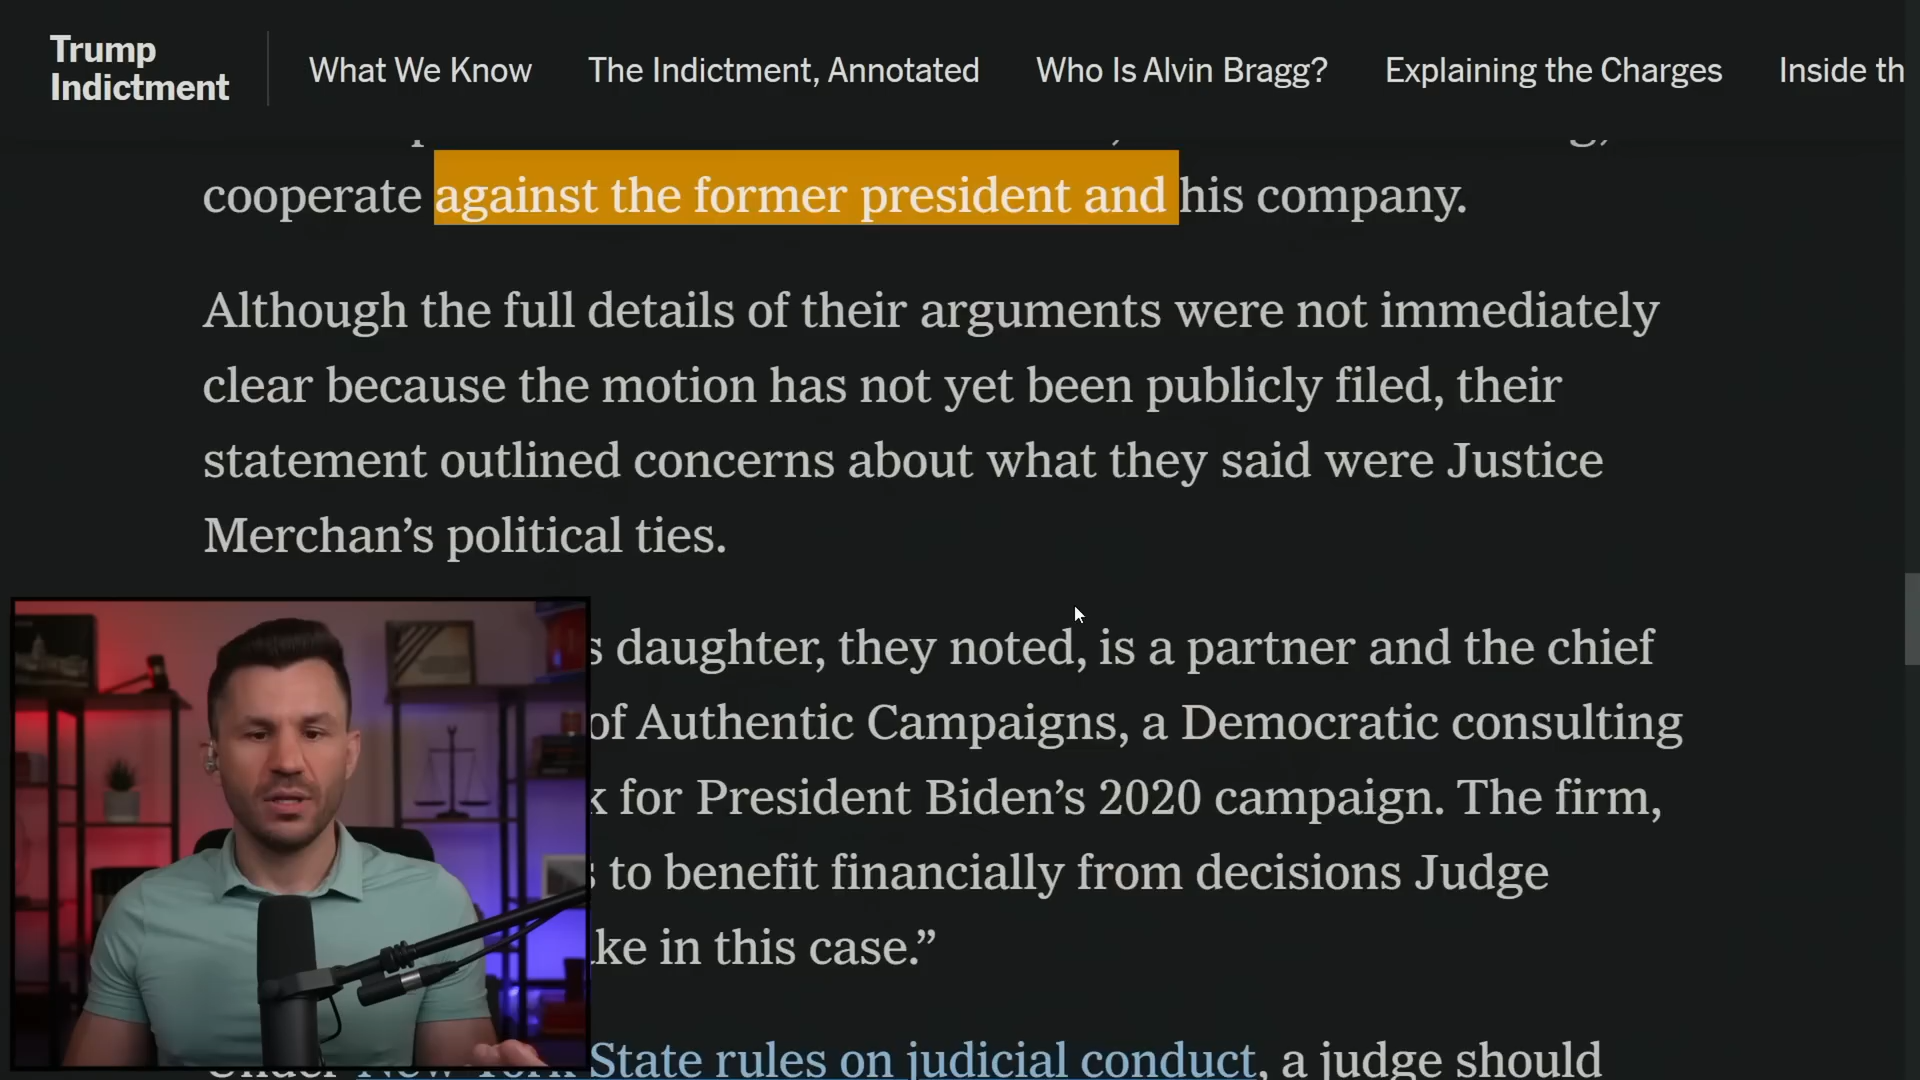 Trump
Indictment
What We Know
The Indictment, Annotated
Who Is Alvin Bragg?
Explaining the Charges
Inside th
cooperate against the former president and his company.
Although the full details of their arguments were not immediately
clear because the motion has not yet been publicly filed, their
statement outlined concerns about what they said were Justice
Merchan’s political ties.
s daughter, they noted, is a partner and the chief
of Authentic Campaigns, a Democratic consulting
k for President Biden’s 2020 campaign. The firm,
s to benefit financially from decisions Judge
ke in this case.”
Under New York State rules on judicial conduct, a judge should